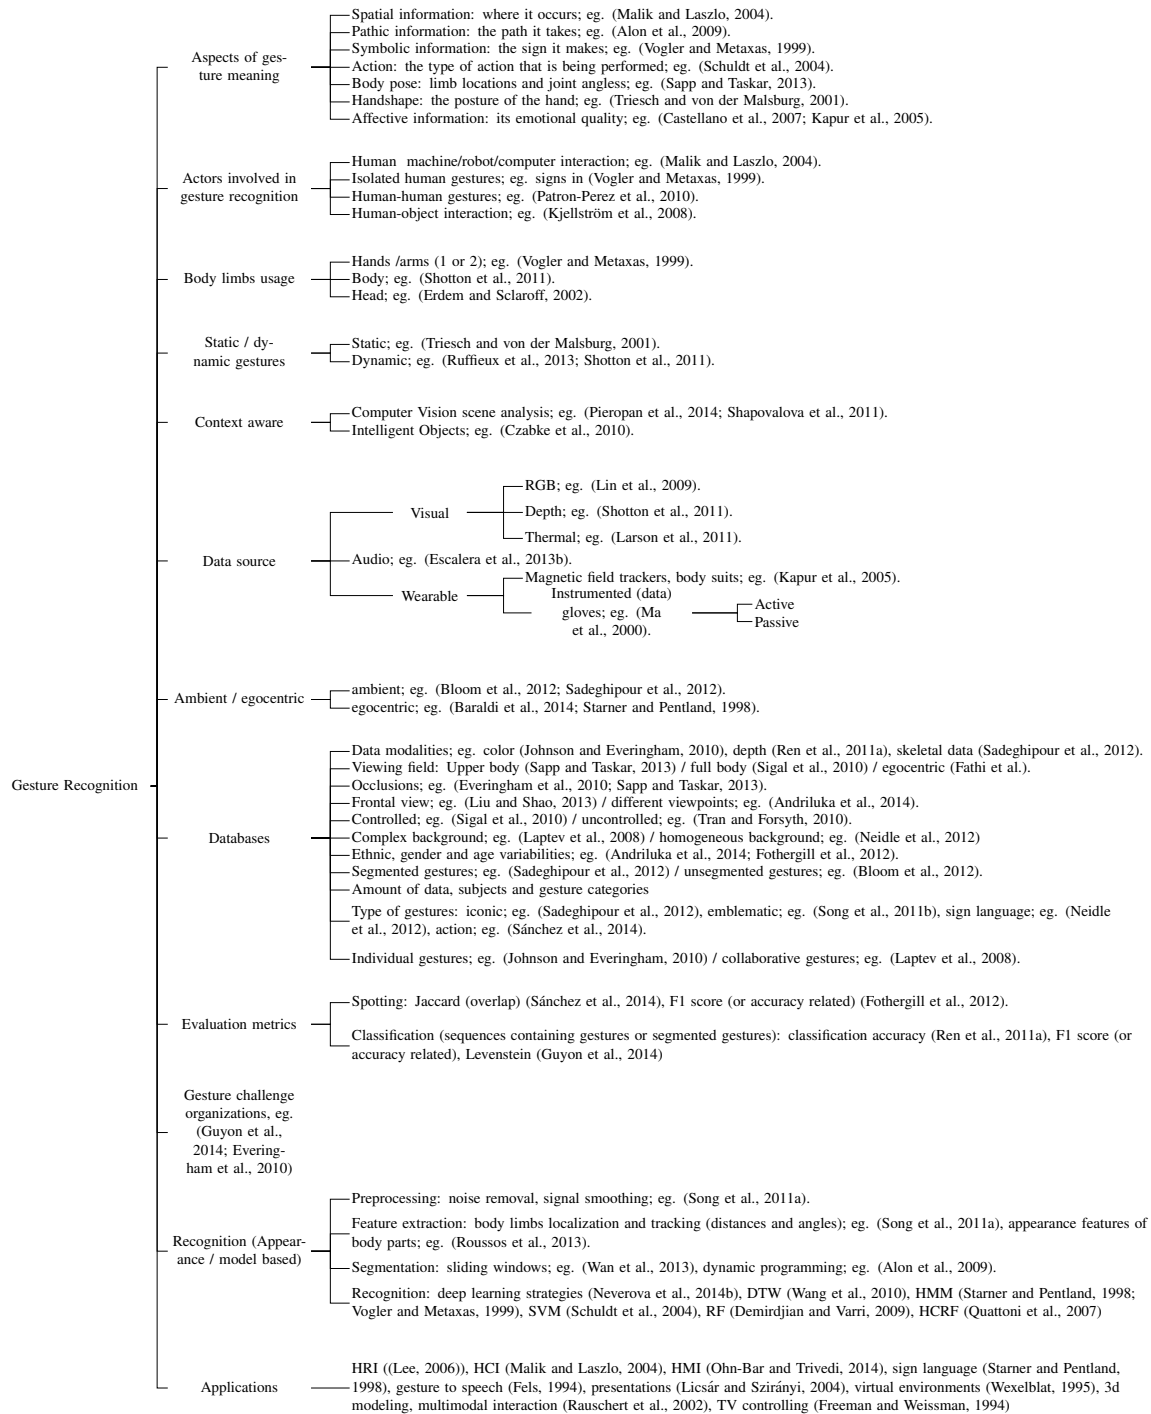 Gesture Recognition
Aspects of ges-
ture meaning
Spatial information: where it occurs; eg. (Malik and Laszlo, 2004).
Pathic information: the path it takes; eg. (Alon et al., 2009).
Symbolic information: the sign it makes; eg. (Vogler and Metaxas, 1999).
Action: the type of action that is being performed; eg. (Schuldt et al., 2004).
Body pose: limb locations and joint angless; eg. (Sapp and Taskar, 2013).
Handshape: the posture of the hand; eg. (Triesch and von der Malsburg, 2001).
Affective information: its emotional quality; eg. (Castellano et al., 2007; Kapur et al., 2005).
Actors involved in
gesture recognition
Human machine/robot/computer interaction; eg. (Malik and Laszlo, 2004).
Isolated human gestures; eg. signs in (Vogler and Metaxas, 1999).
Human-human gestures; eg. (Patron-Perez et al., 2010).
Human-object interaction; eg. (Kjellström et al., 2008).
Body limbs usage
Hands /arms (1 or 2); eg. (Vogler and Metaxas, 1999).
Body; eg. (Shotton et al., 2011).
Head; eg. (Erdem and Sclaroff, 2002).
Static / dy-
namic gestures
Static; eg. (Triesch and von der Malsburg, 2001).
Dynamic; eg. (Ruffieux et al., 2013; Shotton et al., 2011).
Context aware
Computer Vision scene analysis; eg. (Pieropan et al., 2014; Shapovalova et al., 2011).
Intelligent Objects; eg. (Czabke et al., 2010).
Data source
Visual
RGB; eg. (Lin et al., 2009).
Depth; eg. (Shotton et al., 2011).
Thermal; eg. (Larson et al., 2011).
Audio; eg. (Escalera et al., 2013b).
Wearable
Magnetic field trackers, body suits; eg. (Kapur et al., 2005).
Instrumented (data)
gloves; eg. (Ma
et al., 2000).
Active
Passive
Ambient / egocentric
ambient; eg. (Bloom et al., 2012; Sadeghipour et al., 2012).
egocentric; eg. (Baraldi et al., 2014; Starner and Pentland, 1998).
Databases
Data modalities; eg. color (Johnson and Everingham, 2010), depth (Ren et al., 2011a), skeletal data (Sadeghipour et al., 2012).
Viewing field: Upper body (Sapp and Taskar, 2013) / full body (Sigal et al., 2010) / egocentric (Fathi et al.).
Occlusions; eg. (Everingham et al., 2010; Sapp and Taskar, 2013).
Frontal view; eg. (Liu and Shao, 2013) / different viewpoints; eg. (Andriluka et al., 2014).
Controlled; eg. (Sigal et al., 2010) / uncontrolled; eg. (Tran and Forsyth, 2010).
Complex background; eg. (Laptev et al., 2008) / homogeneous background; eg. (Neidle et al., 2012)
Ethnic, gender and age variabilities; eg. (Andriluka et al., 2014; Fothergill et al., 2012).
Segmented gestures; eg. (Sadeghipour et al., 2012) / unsegmented gestures; eg. (Bloom et al., 2012).
Amount of data, subjects and gesture categories
Type of gestures: iconic; eg. (Sadeghipour et al., 2012), emblematic; eg. (Song et al., 2011b), sign language; eg. (Neidle
et al., 2012), action; eg. (Sánchez et al., 2014).
Individual gestures; eg. (Johnson and Everingham, 2010) / collaborative gestures; eg. (Laptev et al., 2008).
Evaluation metrics
Spotting: Jaccard (overlap) (Sánchez et al., 2014), F1 score (or accuracy related) (Fothergill et al., 2012).
Classification (sequences containing gestures or segmented gestures): classification accuracy (Ren et al., 2011a), F1 score (or
accuracy related), Levenstein (Guyon et al., 2014)
Gesture challenge
organizations, eg.
(Guyon et al.,
2014; Evering-
ham et al., 2010)
Recognition (Appear-
ance / model based)
Preprocessing: noise removal, signal smoothing; eg. (Song et al., 2011a).
Feature extraction: body limbs localization and tracking (distances and angles); eg. (Song et al., 2011a), appearance features of
body parts; eg. (Roussos et al., 2013).
Segmentation: sliding windows; eg. (Wan et al., 2013), dynamic programming; eg. (Alon et al., 2009).
Recognition: deep learning strategies (Neverova et al., 2014b), DTW (Wang et al., 2010), HMM (Starner and Pentland, 1998;
Vogler and Metaxas, 1999), SVM (Schuldt et al., 2004), RF (Demirdjian and Varri, 2009), HCRF (Quattoni et al., 2007)
Applications
HRI ((Lee, 2006)), HCI (Malik and Laszlo, 2004), HMI (Ohn-Bar and Trivedi, 2014), sign language (Starner and Pentland,
1998), gesture to speech (Fels, 1994), presentations (Licsár and Szirányi, 2004), virtual environments (Wexelblat, 1995), 3d
modeling, multimodal interaction (Rauschert et al., 2002), TV controlling (Freeman and Weissman, 1994)